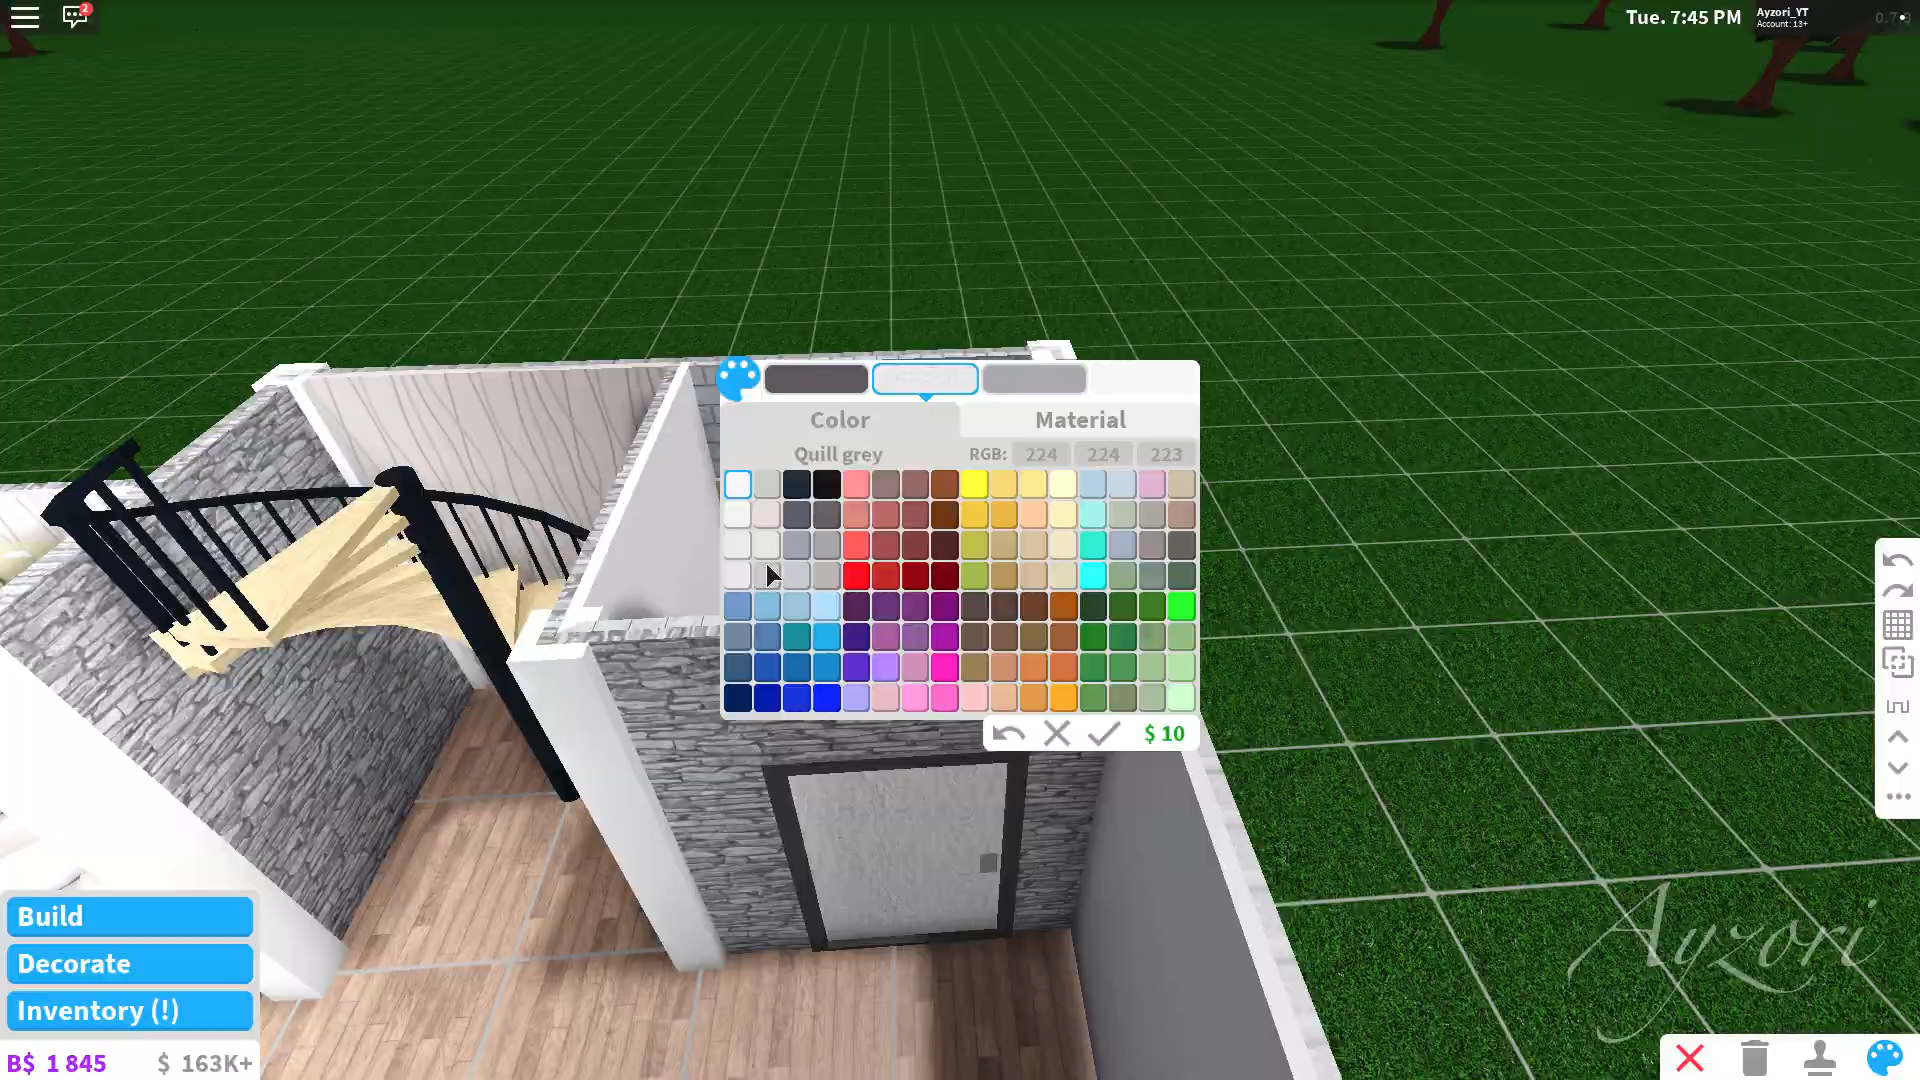 2
Tue. 7:45 PM
Ayzori_YT
Account: 13+
Color
Material
Quill grey
RGB: 224 224 223
$ 10
Build
Decorate
Inventory (!)
B$ 1 845
$ 163K+
Ayzori